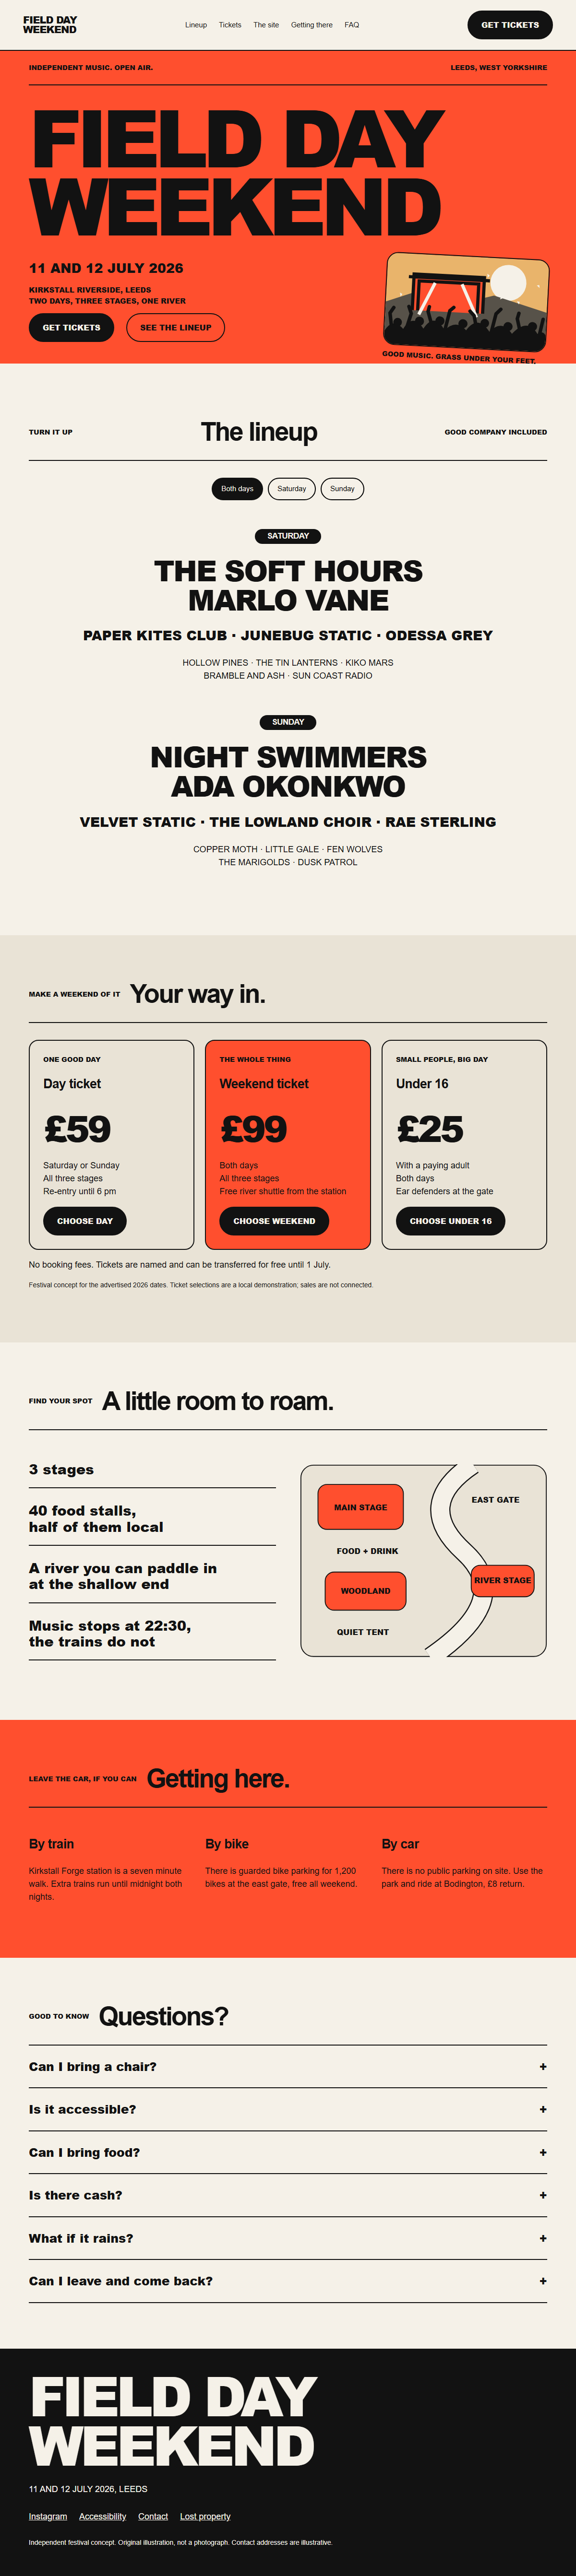 FIELD DAY
WEEKEND
Lineup Tickets The site Getting there FAQ
GET TICKETS
INDEPENDENT MUSIC. OPEN AIR.
LEEDS, WEST YORKSHIRE
FIELD DAY
WEEKEND
11 AND 12 JULY 2026
KIRKSTALL RIVERSIDE, LEEDS
TWO DAYS, THREE STAGES, ONE RIVER
GET TICKETS
SEE THE LINEUP
GOOD MUSIC. GRASS UNDER YOUR FEET.
TURN IT UP
The lineup
GOOD COMPANY INCLUDED
Both days
Saturday
Sunday
SATURDAY
THE SOFT HOURS
MARLO VANE
PAPER KITES CLUB · JUNEBUG STATIC · ODESSA GREY
HOLLOW PINES · THE TIN LANTERNS · KIKO MARS
BRAMBLE AND ASH · SUN COAST RADIO
SUNDAY
NIGHT SWIMMERS
ADA OKONKWO
VELVET STATIC · THE LOWLAND CHOIR · RAE STERLING
COPPER MOTH · LITTLE GALE · FEN WOLVES
THE MARIGOLDS · DUSK PATROL
MAKE A WEEKEND OF IT
Your way in.
ONE GOOD DAY
Day ticket
£59
Saturday or Sunday
All three stages
Re-entry until 6 pm
CHOOSE DAY
THE WHOLE THING
Weekend ticket
£99
Both days
All three stages
Free river shuttle from the station
CHOOSE WEEKEND
SMALL PEOPLE, BIG DAY
Under 16
£25
With a paying adult
Both days
Ear defenders at the gate
CHOOSE UNDER 16
No booking fees. Tickets are named and can be transferred for free until 1 July.
Festival concept for the advertised 2026 dates. Ticket selections are a local demonstration; sales are not connected.
FIND YOUR SPOT
A little room to roam.
3 stages
40 food stalls,
half of them local
A river you can paddle in
at the shallow end
Music stops at 22:30,
the trains do not
MAIN STAGE
EAST GATE
FOOD + DRINK
RIVER STAGE
WOODLAND
QUIET TENT
LEAVE THE CAR, IF YOU CAN
Getting here.
By train
Kirkstall Forge station is a seven minute
walk. Extra trains run until midnight both
nights.
By bike
There is guarded bike parking for 1,200
bikes at the east gate, free all weekend.
By car
There is no public parking on site. Use the
park and ride at Bodington, £8 return.
GOOD TO KNOW
Questions?
Can I bring a chair? +
Is it accessible? +
Can I bring food? +
Is there cash? +
What if it rains? +
Can I leave and come back? +
FIELD DAY
WEEKEND
11 AND 12 JULY 2026, LEEDS
Instagram Accessibility Contact Lost property
Independent festival concept. Original illustration, not a photograph. Contact addresses are illustrative.